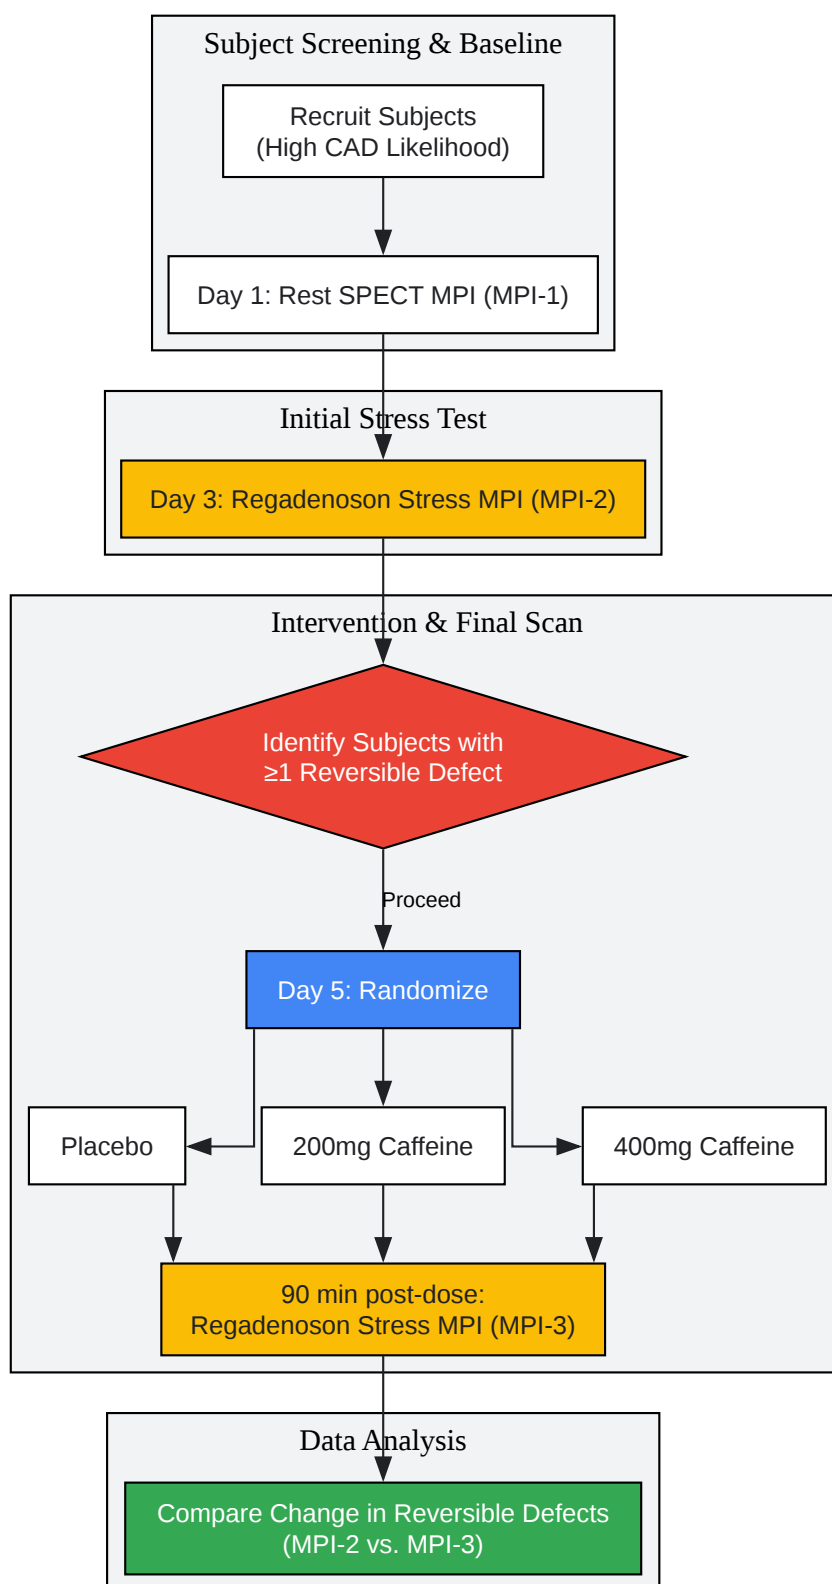 Subject Screening & Baseline
Recruit Subjects
(High CAD Likelihood)
Day 1: Rest SPECT MPI (MPI-1)
Initial Stress Test
Day 3: Regadenoson Stress MPI (MPI-2)
Intervention & Final Scan
Identify Subjects with
≥1 Reversible Defect
Proceed
Day 5: Randomize
Placebo
200mg Caffeine
400mg Caffeine
90 min post-dose:
Regadenoson Stress MPI (MPI-3)
Data Analysis
Compare Change in Reversible Defects
(MPI-2 vs. MPI-3)